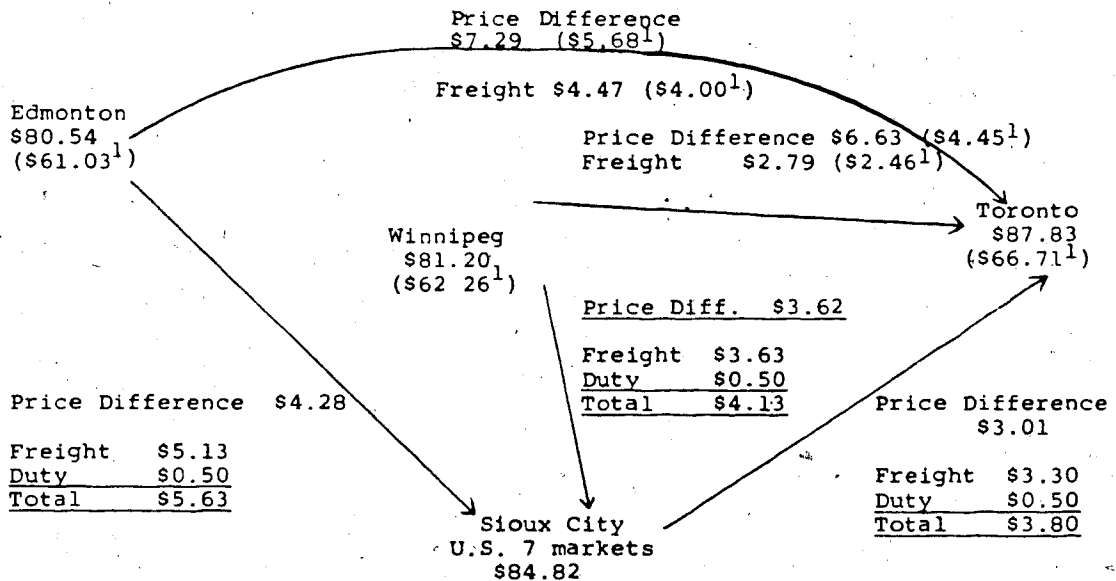 Price Difference
$7.29 ($5.68¹)
Freight $4.47 ($4.00¹)
Edmonton
$80.54
($61.03¹)
Price Difference $6.63 ($4.45¹)
Freight $2.79 ($2.46¹)
Toronto
$87.83
($66.71¹)
Winnipeg
$81.20
($62 26¹)
Price Diff. $3.62
Freight $3.63
Duty $0.50
Total $4.13
Price Difference $4.28
Freight $5.13
Duty $0.50
Total $5.63
Price Difference
$3.01
Freight $3.30
Duty $0.50
Total $3.80
Sioux City
U.S. 7 markets
$84.82